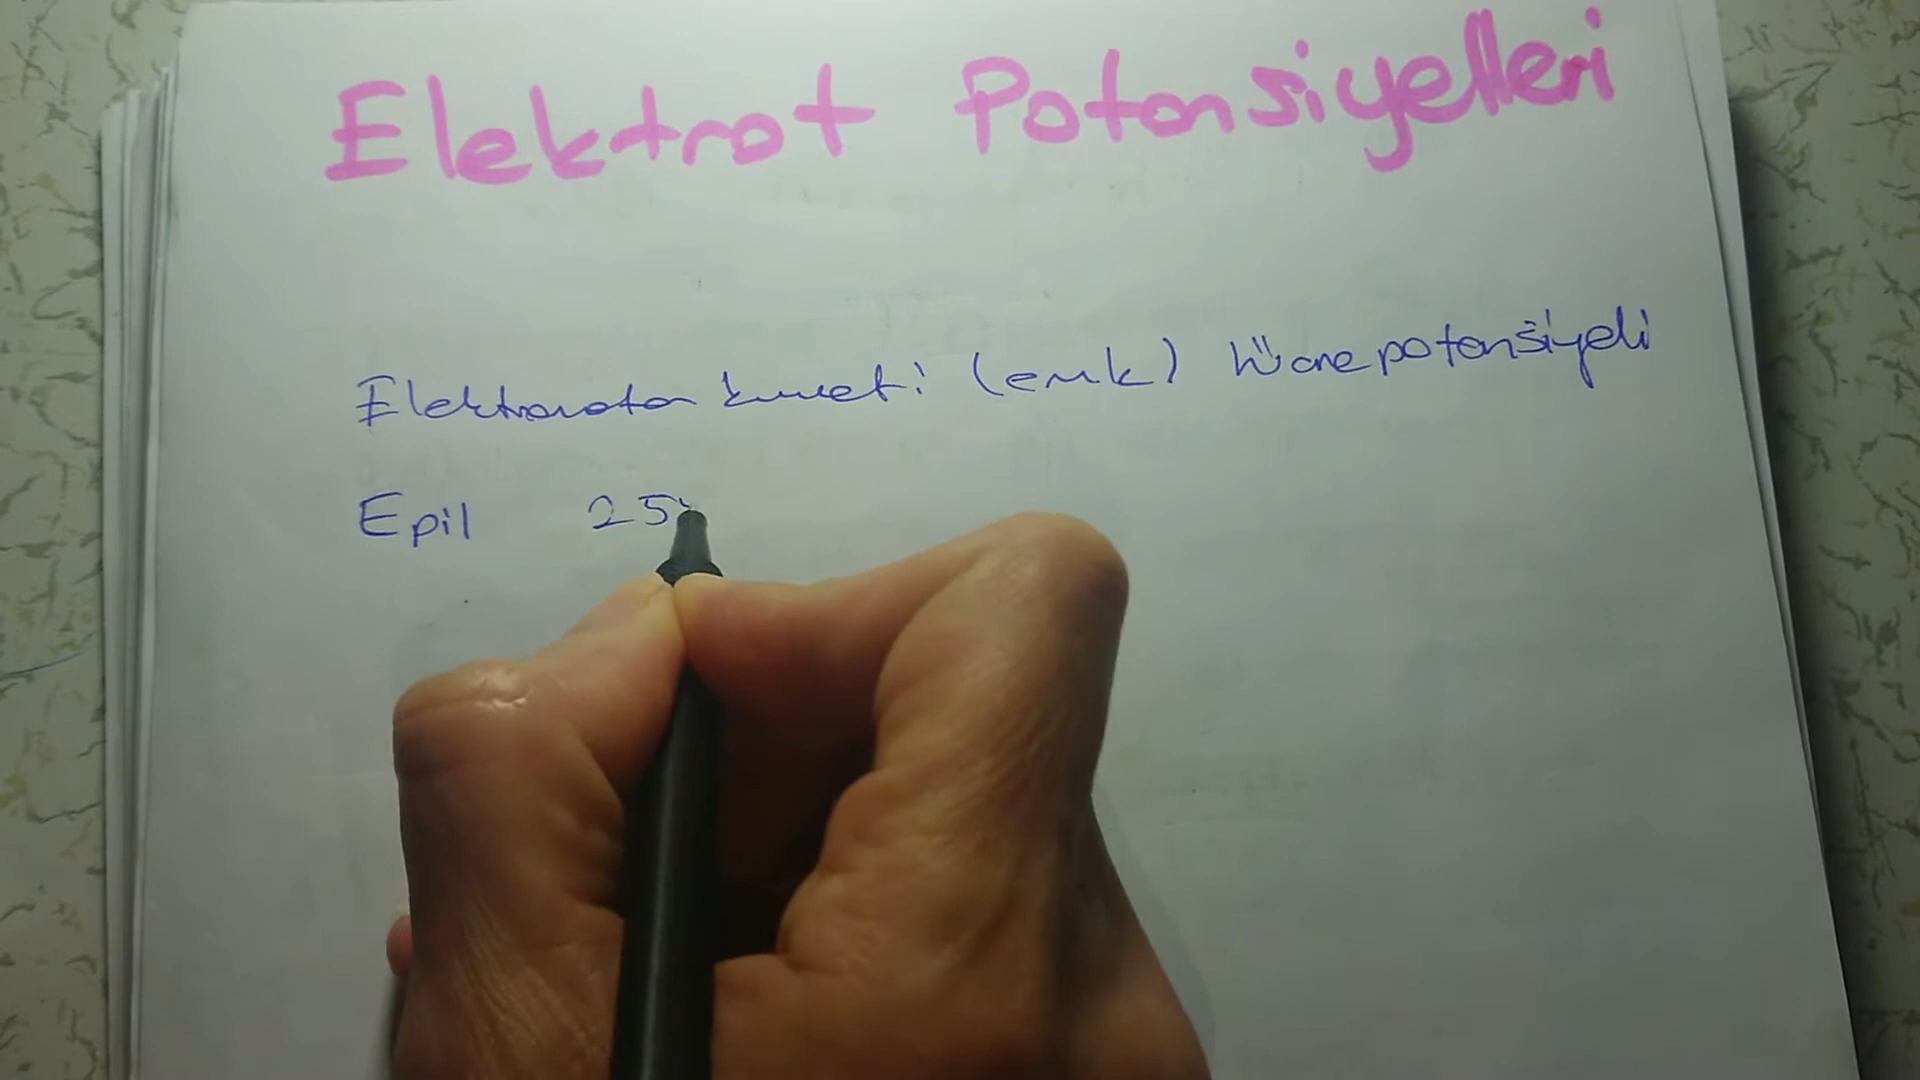 Elektrot Potansiyelleri
Elektromotor kuvveti (emk) hücre potansiyeli
Epil 25